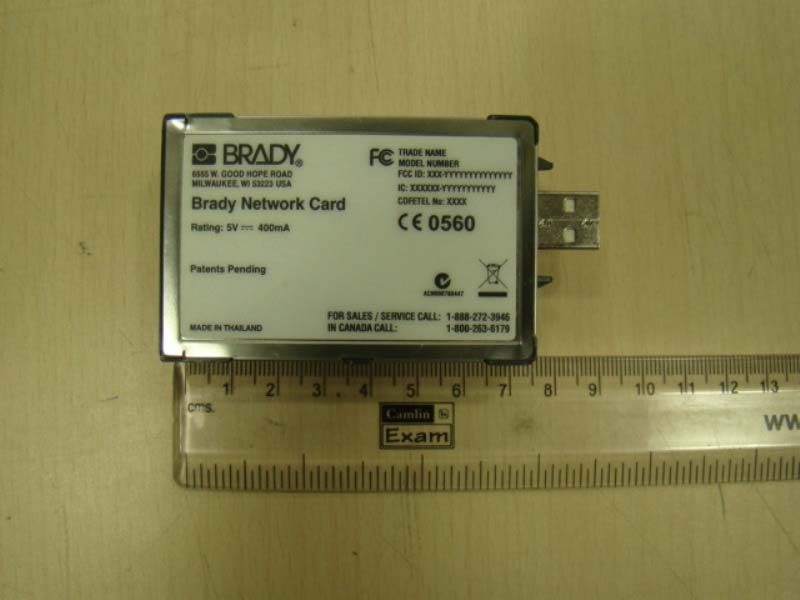 BRADY®
6555 W. GOOD HOPE ROAD
MILWAUKEE, WI 53223 USA
Brady Network Card
Rating: 5V ⎓ 400mA
Patents Pending
MADE IN THAILAND
FC TRADE NAME
MODEL NUMBER
FCC ID: XXX-YYYYYYYYYYYYYY
IC: XXXXXX-YYYYYYYYYYY
COFETEL No: XXXX
CE 0560
FOR SALES / SERVICE CALL: 1-888-272-3946
IN CANADA CALL: 1-800-263-6179
1 2 3 4 5 6 7 8 9 10 11 12 13
cms.
Camlin
Exam
ww